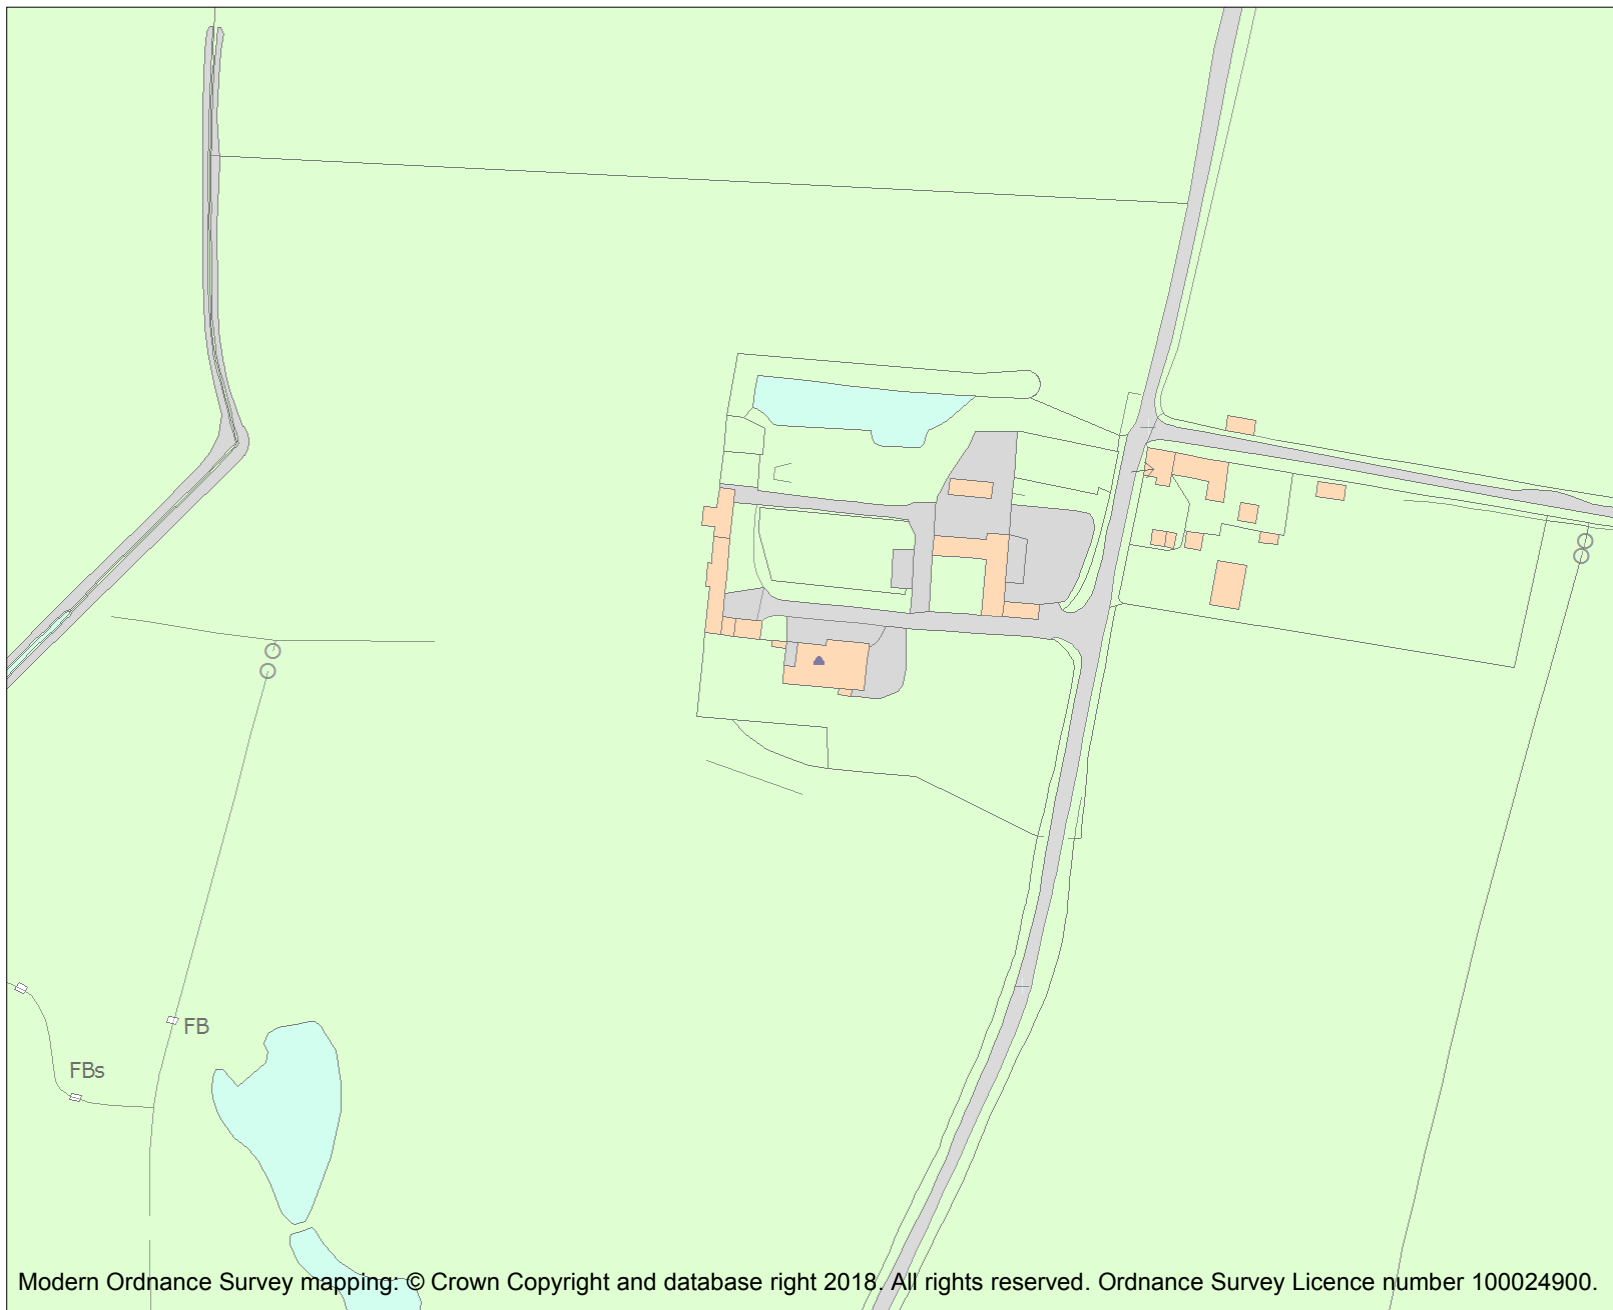 FB
FBs
Modern Ordnance Survey mapping: © Crown Copyright and database right 2018. All rights reserved. Ordnance Survey Licence number 100024900.